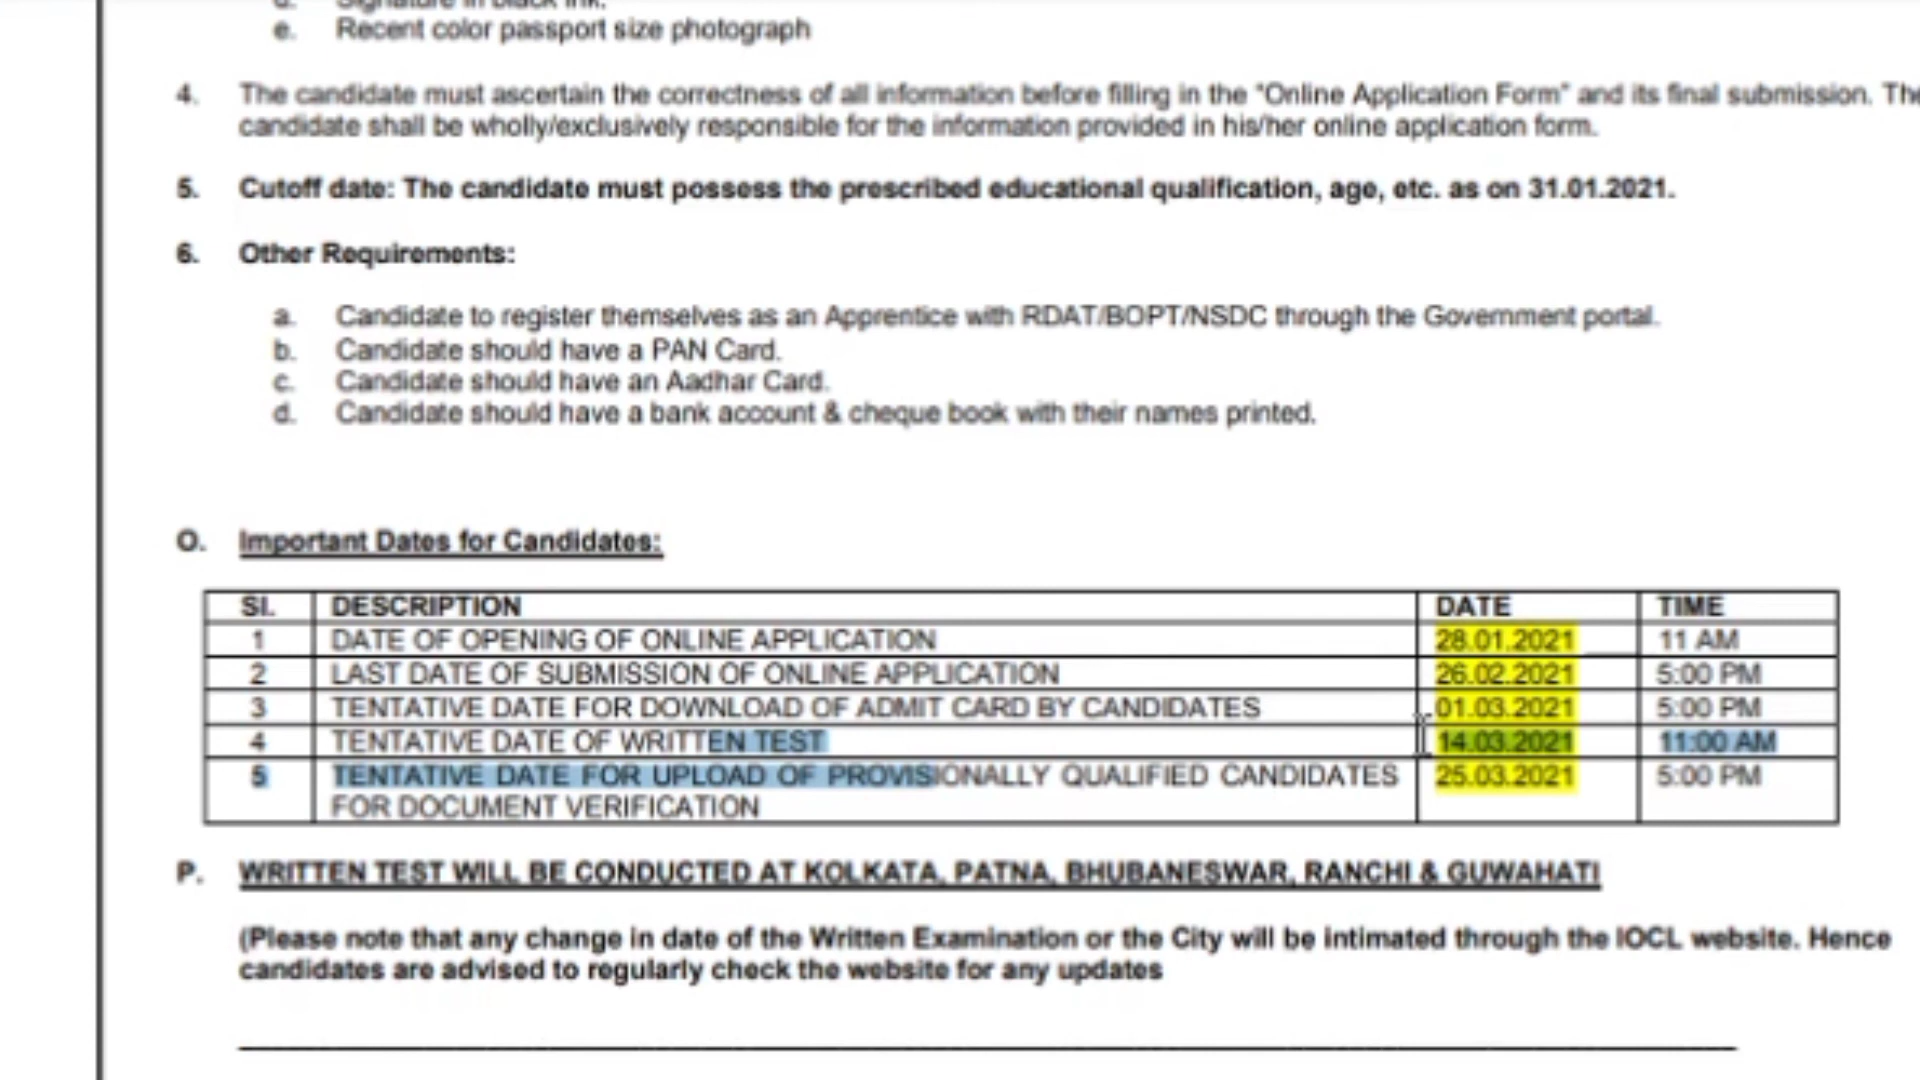 d. Signature in black ink.
e. Recent color passport size photograph
4. The candidate must ascertain the correctness of all information before filling in the "Online Application Form" and its final submission. The
candidate shall be wholly/exclusively responsible for the information provided in his/her online application form.
5. Cutoff date: The candidate must possess the prescribed educational qualification, age, etc. as on 31.01.2021.
6. Other Requirements:
a. Candidate to register themselves as an Apprentice with RDAT/BOPT/NSDC through the Government portal.
b. Candidate should have a PAN Card.
c. Candidate should have an Aadhar Card.
d. Candidate should have a bank account & cheque book with their names printed.
O. Important Dates for Candidates:
SI. DESCRIPTION DATE TIME
1 DATE OF OPENING OF ONLINE APPLICATION 28.01.2021 11 AM
2 LAST DATE OF SUBMISSION OF ONLINE APPLICATION 26.02.2021 5:00 PM
3 TENTATIVE DATE FOR DOWNLOAD OF ADMIT CARD BY CANDIDATES 01.03.2021 5:00 PM
4 TENTATIVE DATE OF WRITTEN TEST 14.03.2021 11:00 AM
5 TENTATIVE DATE FOR UPLOAD OF PROVISIONALLY QUALIFIED CANDIDATES 25.03.2021 5:00 PM
FOR DOCUMENT VERIFICATION
P. WRITTEN TEST WILL BE CONDUCTED AT KOLKATA, PATNA, BHUBANESWAR, RANCHI & GUWAHATI
(Please note that any change in date of the Written Examination or the City will be intimated through the IOCL website. Hence
candidates are advised to regularly check the website for any updates